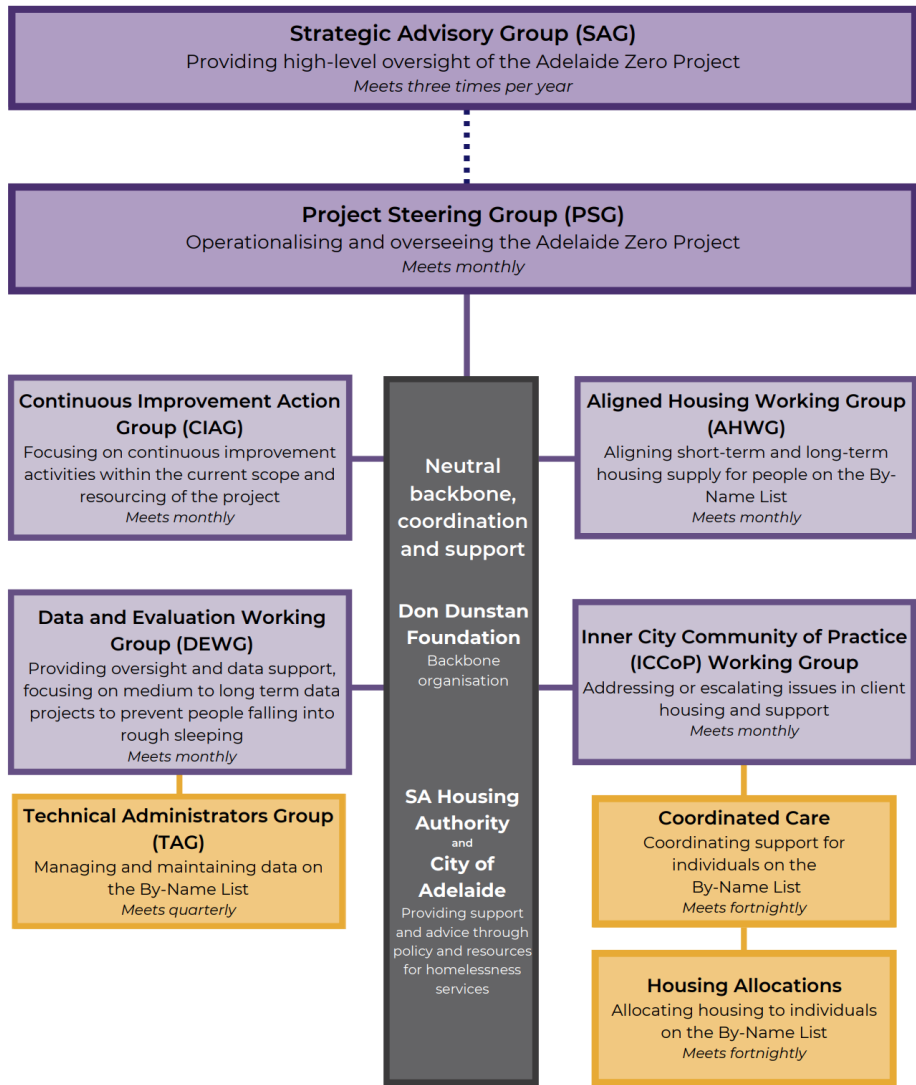 Strategic Advisory Group (SAG)
Providing high-level oversight of the Adelaide Zero Project
Meets three times per year
Project Steering Group (PSG)
Operationalising and overseeing the Adelaide Zero Project
Meets monthly
Continuous Improvement Action
Group (CIAG)
Focusing on continuous improvement
activities within the current scope and
resourcing of the project
Meets monthly
Neutral
backbone,
coordination
and support
Don Dunstan
Foundation
Backbone
organisation
SA Housing
Authority
and
City of
Adelaide
Providing support
and advice through
policy and resources
for homelessness
services
Aligned Housing Working Group
(AHWG)
Aligning short-term and long-term
housing supply for people on the By-
Name List
Meets monthly
Data and Evaluation Working
Group (DEWG)
Providing oversight and data support,
focusing on medium to long term data
projects to prevent people falling into
rough sleeping
Meets monthly
Inner City Community of Practice
(ICCoP) Working Group
Addressing or escalating issues in client
housing and support
Meets monthly
Technical Administrators Group
(TAG)
Managing and maintaining data on
the By-Name List
Meets quarterly
Coordinated Care
Coordinating support for
individuals on the
By-Name List
Meets fortnightly
Housing Allocations
Allocating housing to individuals
on the By-Name List
Meets fortnightly